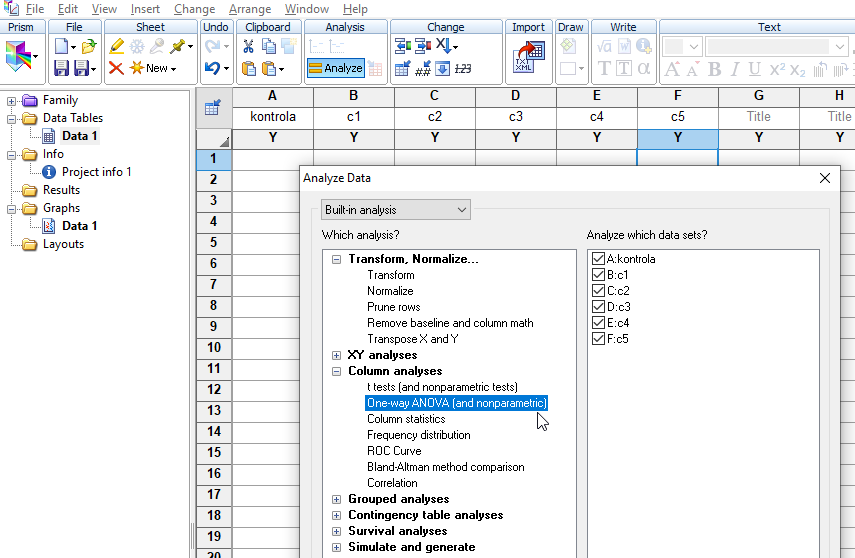 File Edit View Insert Change Arrange Window Help
Prism File Sheet Undo Clipboard Analysis Change Import Draw Write Text
New
Analyze
TXT
XML
123
B I U X² X₂
T T α
√α
Family
Data Tables
Data 1
Info
Project info 1
Results
Graphs
Data 1
Layouts
A B C D E F G H
kontrola c1 c2 c3 c4 c5 Title Title
Y Y Y Y Y Y Y Y
1
2
3
4
5
6
7
8
9
10
11
12
13
14
15
16
17
18
19
20
Analyze Data
Built-in analysis
Which analysis?
Analyze which data sets?
Transform, Normalize...
Transform
Normalize
Prune rows
Remove baseline and column math
Transpose X and Y
XY analyses
Column analyses
t tests (and nonparametric tests)
One-way ANOVA (and nonparametric)
Column statistics
Frequency distribution
ROC Curve
Bland-Altman method comparison
Correlation
Grouped analyses
Contingency table analyses
Survival analyses
Simulate and generate
A:kontrola
B:c1
C:c2
D:c3
E:c4
F:c5